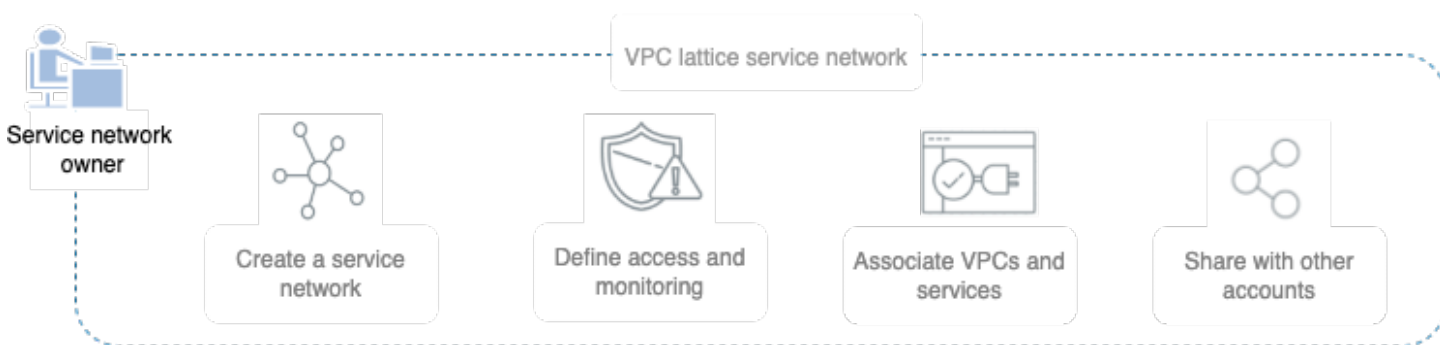 VPC lattice service network
Service network
owner
Create a service
network
Define access and
monitoring
Associate VPCs and
services
Share with other
accounts